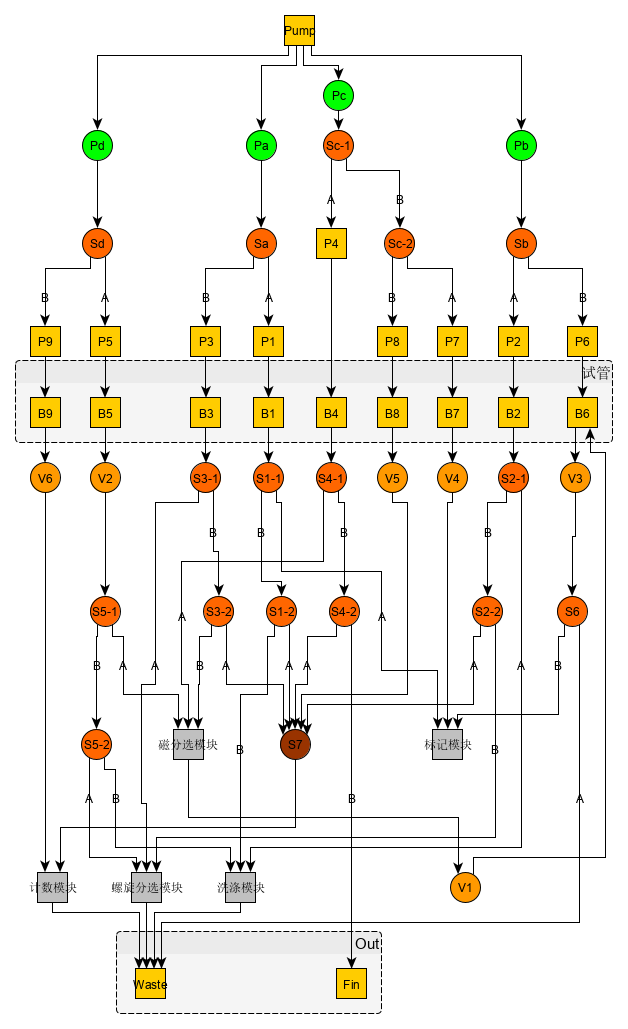 Pump
Pc
Pd
Pa
Sc-1
Pb
A
B
Sd
Sa
P4
Sc-2
Sb
B
A
B
A
B
A
A
B
P9
P5
P3
P1
P8
P7
P2
P6
试管
B9
B5
B3
B1
B4
B8
B7
B2
B6
V6
V2
S3-1
S1-1
S4-1
V5
V4
S2-1
V3
B
B
B
B
S5-1
S3-2
S1-2
S4-2
S2-2
S6
A
A
B
A
A
B
A
A
A
A
A
B
S5-2
磁分选模块
S7
标记模块
B
B
A
B
B
A
计数模块
螺旋分选模块
洗涤模块
V1
Out
Waste
Fin